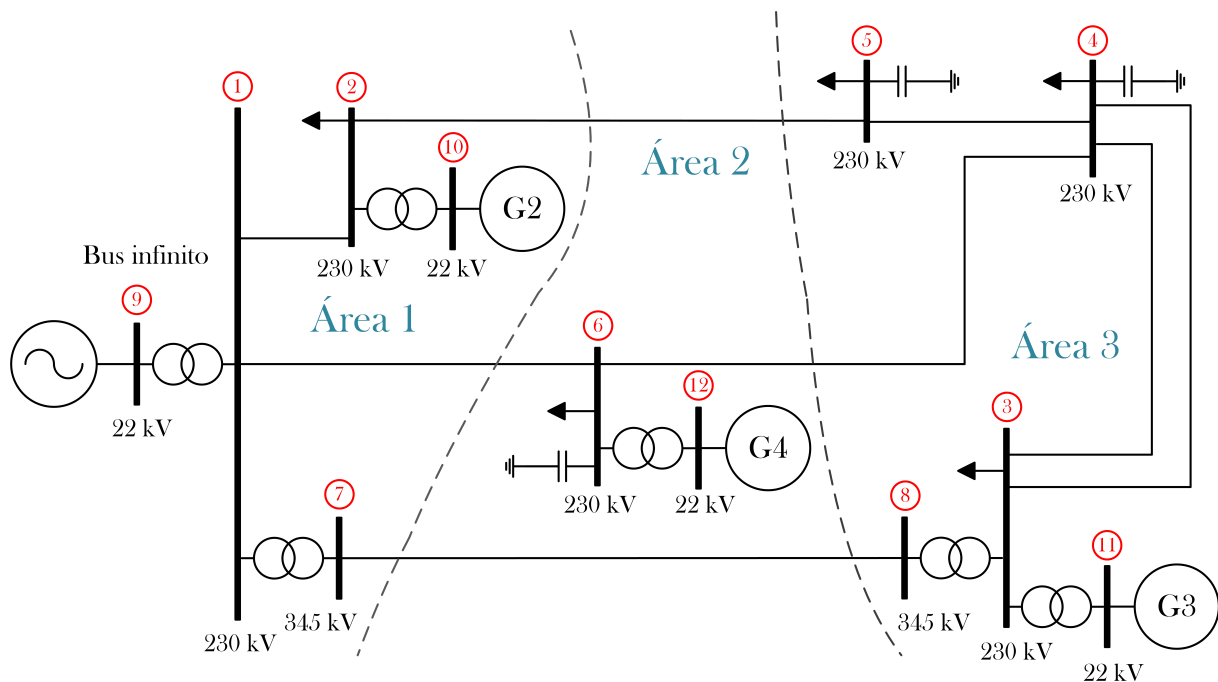 5
4
1
2
10
230 kV
Área 2
230 kV
G2
Bus infinito
230 kV
22 kV
9
Área 1
6
Área 3
12
3
22 kV
G4
7
230 kV
22 kV
8
11
G3
345 kV
345 kV
230 kV
230 kV
22 kV